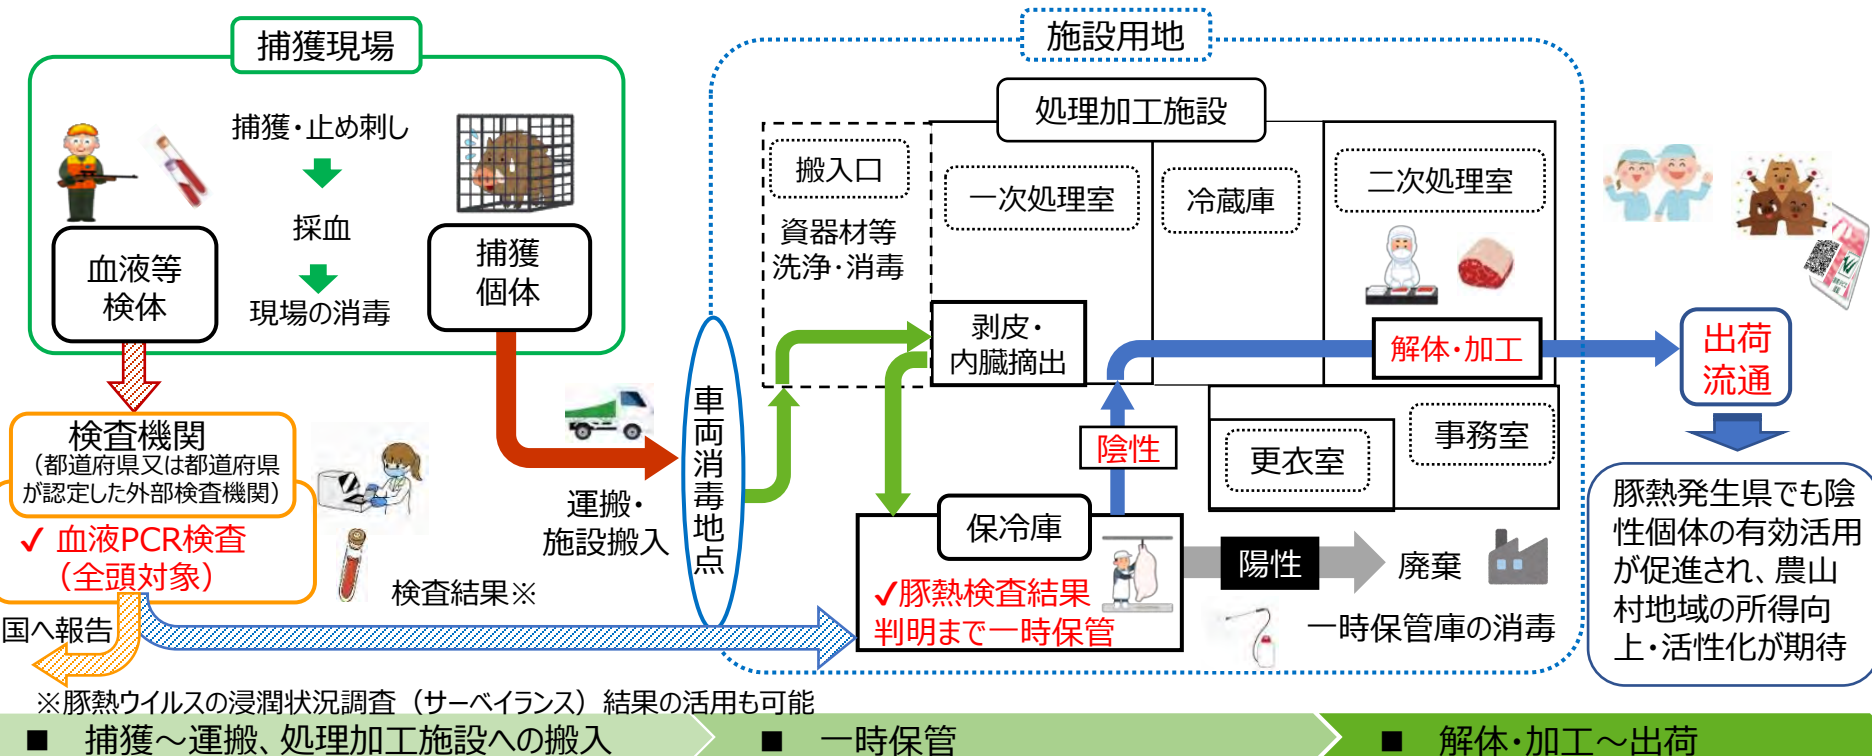 捕獲現場
捕獲・止め刺し
採血
現場の消毒
血液等
検体
捕獲
個体
検査機関
（都道府県又は都道府県
が認定した外部検査機関）
✓ 血液PCR検査
（全頭対象）
国へ報告
検査結果※
運搬・
施設搬入
車両消毒地点
施設用地
処理加工施設
搬入口
資器材等
洗浄・消毒
一次処理室
冷蔵庫
二次処理室
剥皮・
内臓摘出
解体・加工
陰性
更衣室
事務室
保冷庫
✓豚熱検査結果
判明まで一時保管
陽性
廃棄
一時保管庫の消毒
出荷
流通
豚熱発生県でも陰
性個体の有効活用
が促進され、農山
村地域の所得向
上・活性化が期待
※豚熱ウイルスの浸潤状況調査（サーベイランス）結果の活用も可能
■ 捕獲～運搬、処理加工施設への搬入
■ 一時保管
■ 解体・加工～出荷